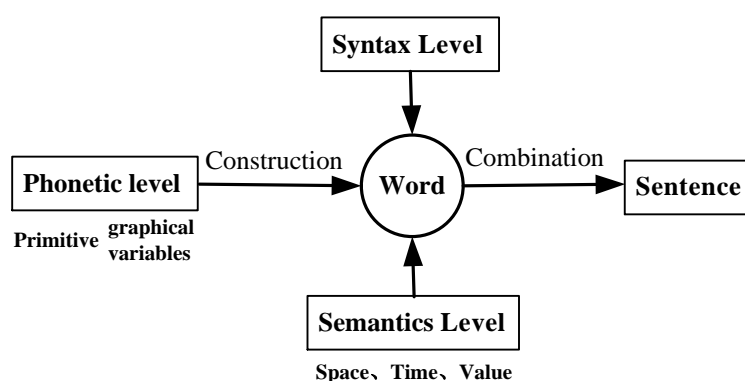 Syntax Level
Construction
Combination
Phonetic level
Word
Sentence
Primitive graphical
variables
Semantics Level
Space、Time、Value